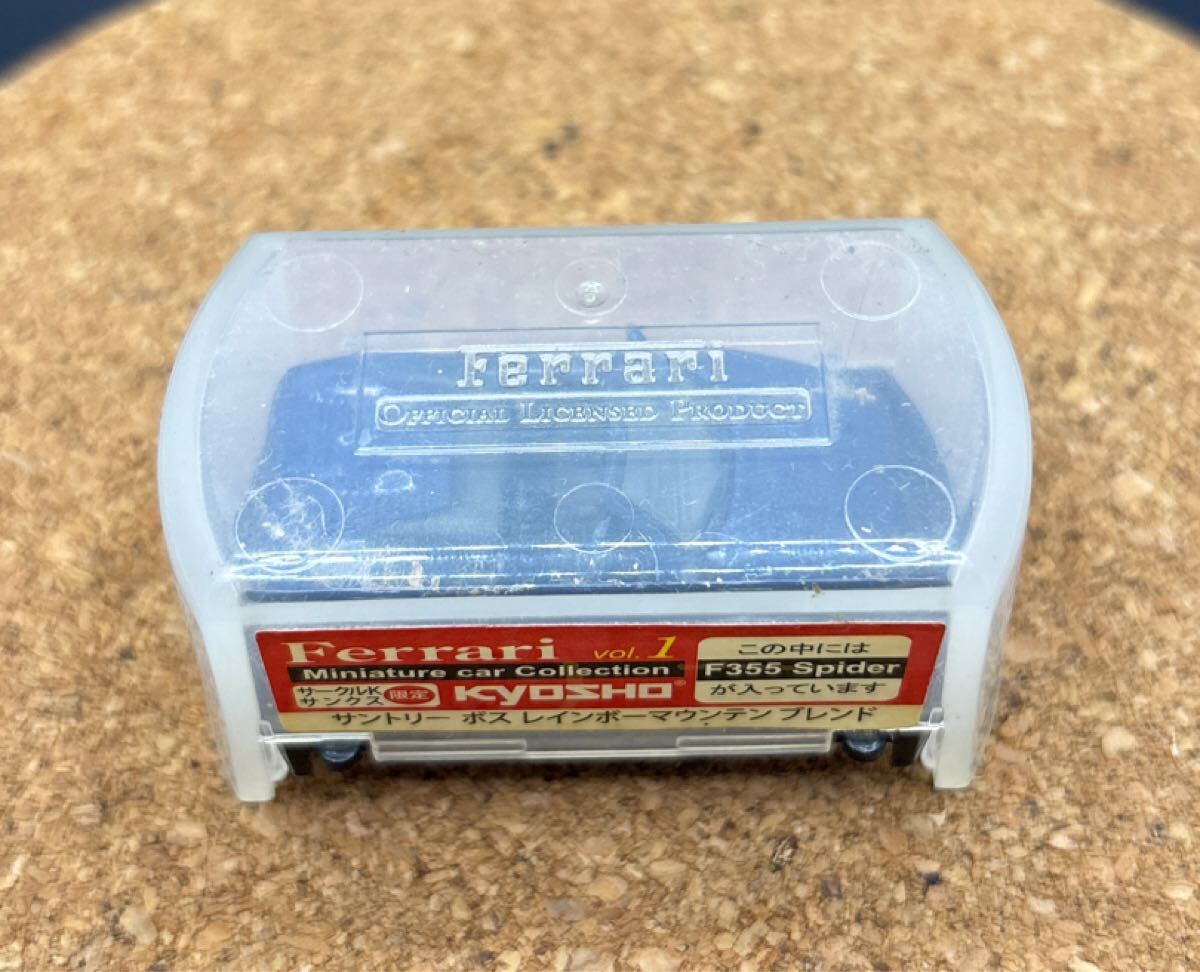 Ferrari
OFFICIAL LICENSED PRODUCT
Ferrari vol. 1
Miniature car Collection
サークルK
サンクス 限定 KYOSHO®
この中には
F355 Spider
が入っています
サントリー ボス レインボーマウンテン ブレンド